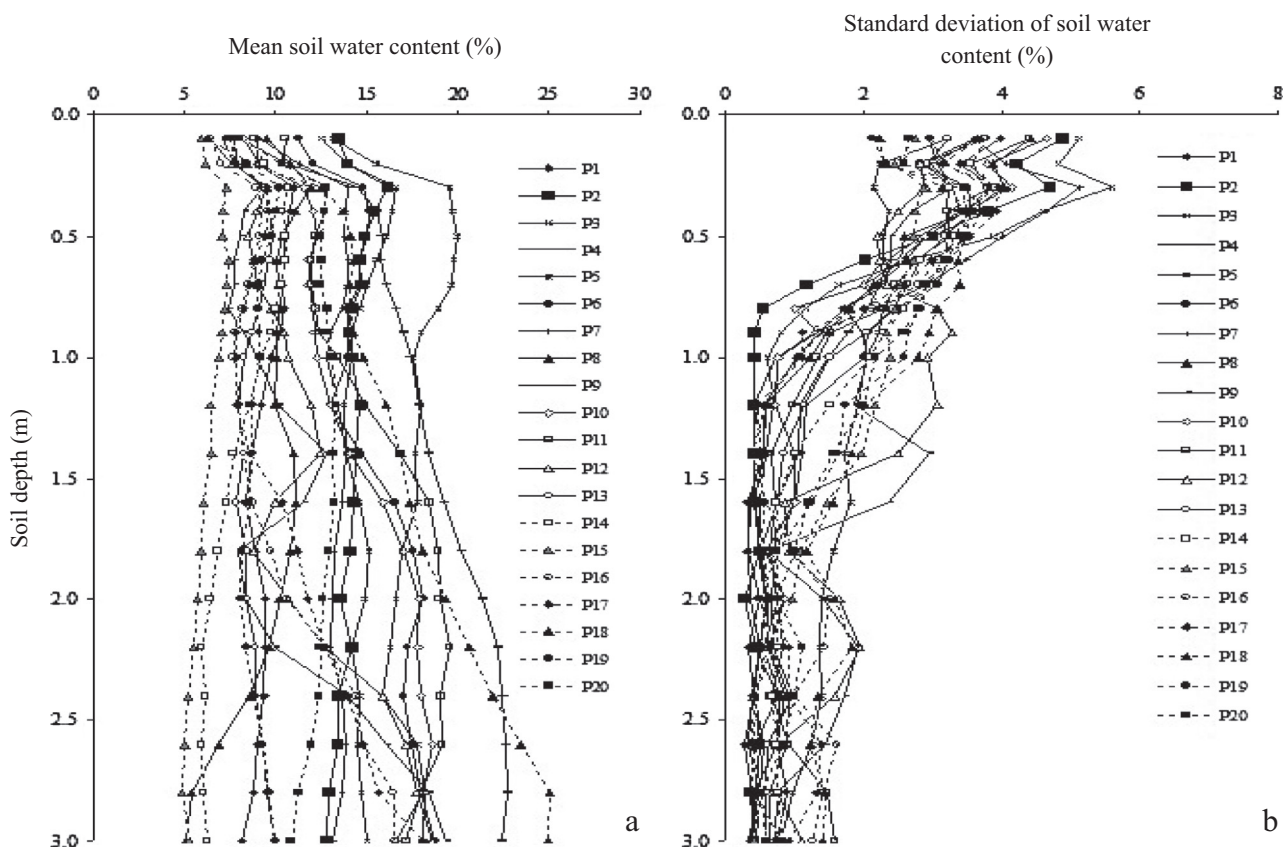 Mean soil water content (%)
Standard deviation of soil water
content (%)
0 5 10 15 20 25 30
0 2 4 6 8
0.0
0.5
1.0
1.5
2.0
2.5
3.0
Soil depth (m)
P1
P2
P3
P4
P5
P6
P7
P8
P9
P10
P11
P12
P13
P14
P15
P16
P17
P18
P19
P20
a
0.0
0.5
1.0
1.5
2.0
2.5
3.0
P1
P2
P3
P4
P5
P6
P7
P8
P9
P10
P11
P12
P13
P14
P15
P16
P17
P18
P19
P20
b